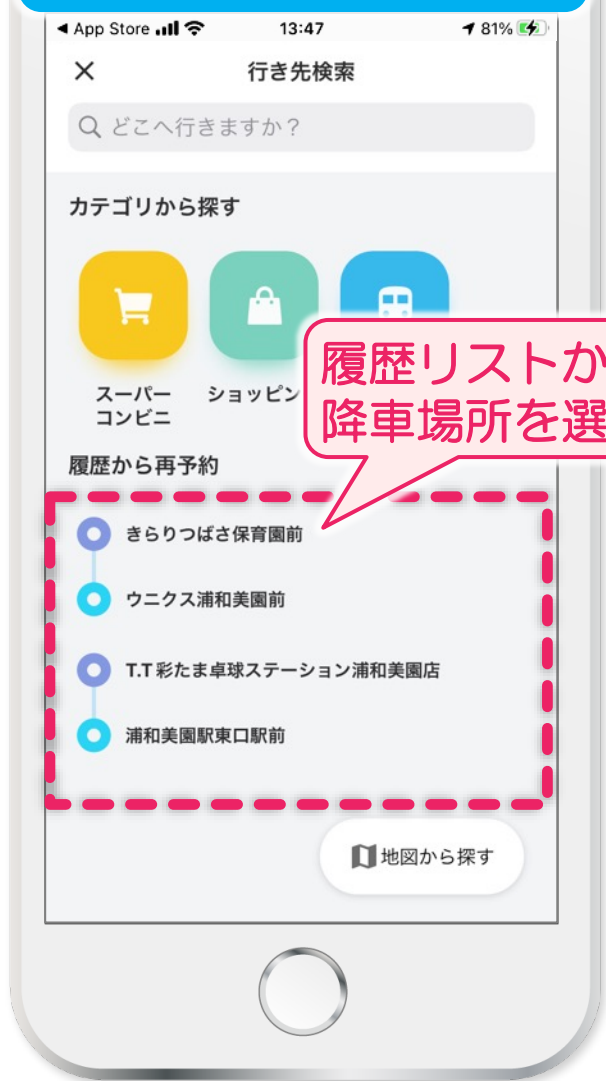 App Store
13:47
81%
行き先検索
どこへ行きますか？
カテゴリから探す
スーパー
コンビニ
ショッピン
履歴リストか
降車場所を選
履歴から再予約
きらりつばさ保育園前
ウニクス浦和美園前
T.T彩たま卓球ステーション浦和美園店
浦和美園駅東口駅前
地図から探す